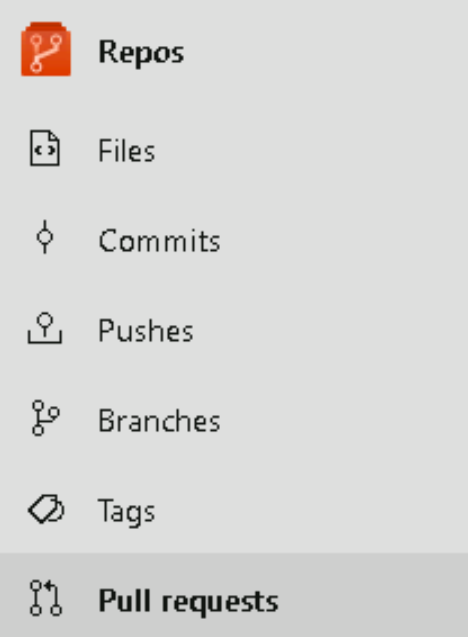 Repos
Files
Commits
Pushes
Branches
Tags
Pull requests